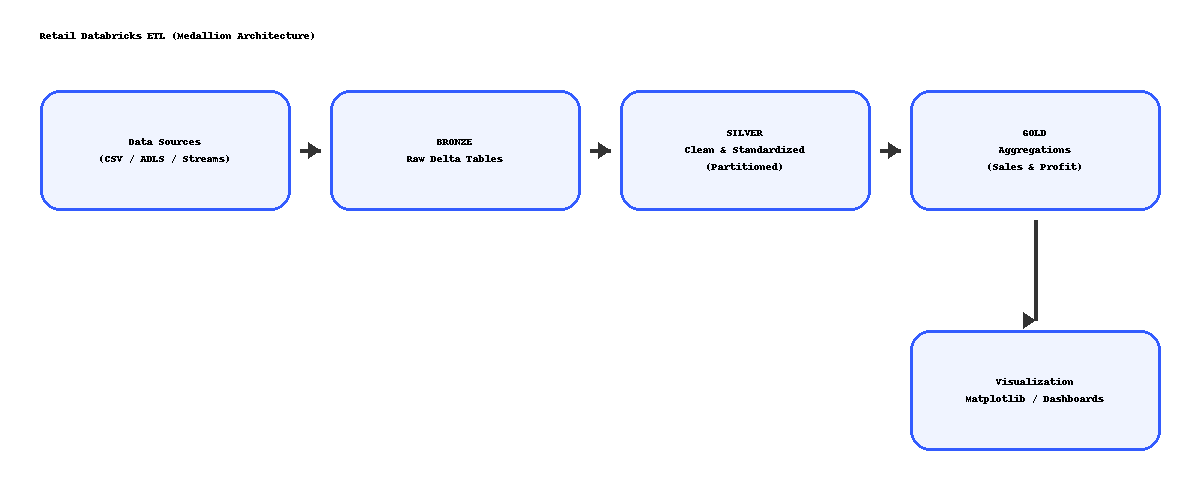 Retail Databricks ETL (Medallion Architecture)
Data Sources
(CSV / ADLS / Streams)
BRONZE
Raw Delta Tables
SILVER
Clean & Standardized
(Partitioned)
GOLD
Aggregations
(Sales & Profit)
Visualization
Matplotlib / Dashboards